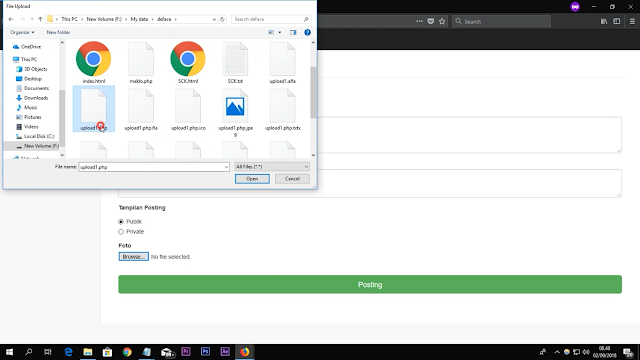 File Upload
This PC > New Volume (F:) > My data > deface >
Search deface
Search
Organize
New folder
OneDrive
This PC
3D Objects
Desktop
Documents
Downloads
Music
Pictures
Videos
Local Disk (C:)
New Volume (F:)
index.html
maklo.php
SCK.html
SCK.txt
upload1.alfa
upload1.php
upload1.php.fla
upload1.php.ico
upload1.php.jpeg
upload1.php.txtx
File name: upload1.php
All Files (*.*)
Open
Cancel
Tampilan Posting
Publik
Private
Foto
Browse... No file selected.
Posting
08.48
02/09/2018